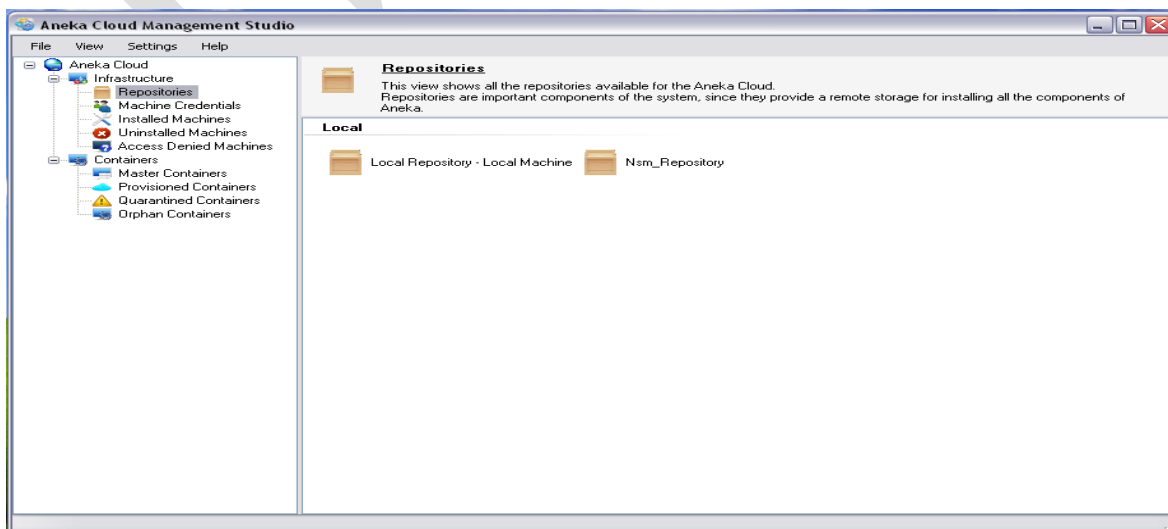 Aneka Cloud Management Studio
File View Settings Help
Aneka Cloud
Infrastructure
Repositories
Machine Credentials
Installed Machines
Uninstalled Machines
Access Denied Machines
Containers
Master Containers
Provisioned Containers
Quarantined Containers
Orphan Containers
Repositories
This view shows all the repositories available for the Aneka Cloud.
Repositories are important components of the system, since they provide a remote storage for installing all the components of
Aneka.
Local
Local Repository - Local Machine Nsm_Repository